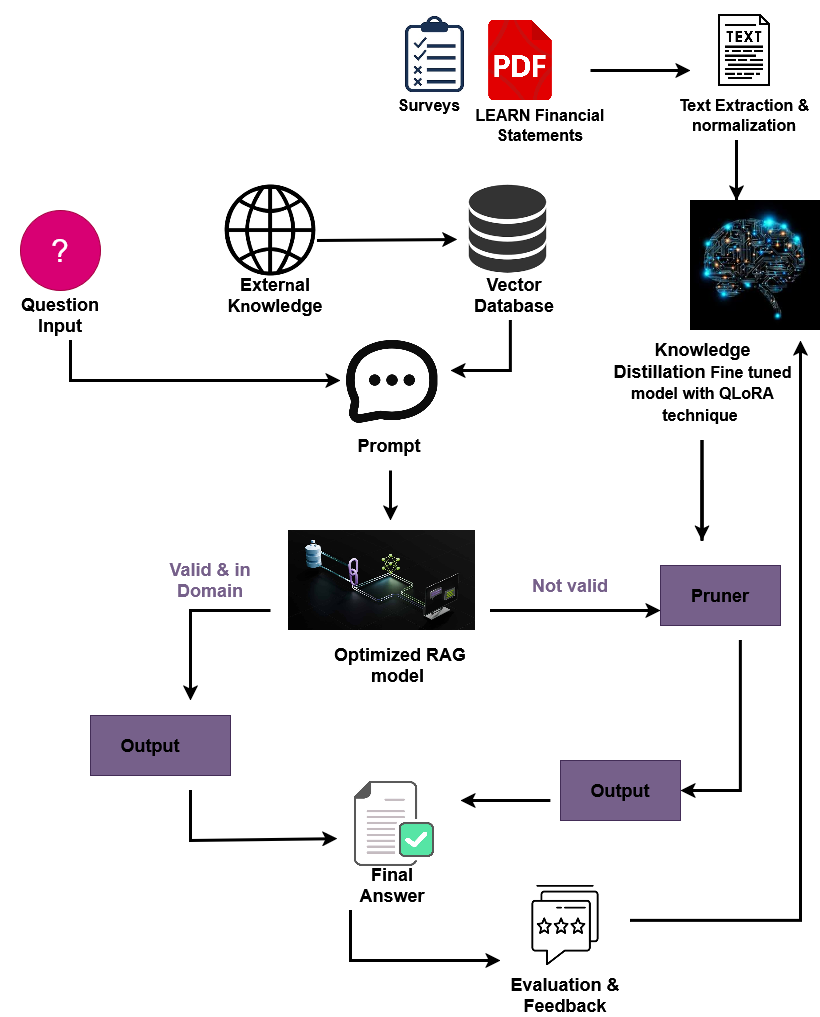 TEXT
PDF
Surveys
LEARN Financial
Statements
Text Extraction &
normalization
?
Question
Input
External
Knowledge
Vector
Database
Knowledge
Distillation Fine tuned
model with QLoRA
technique
Prompt
Valid & in
Domain
Not valid
Pruner
Optimized RAG
model
Output
Output
Final
Answer
Evaluation &
Feedback